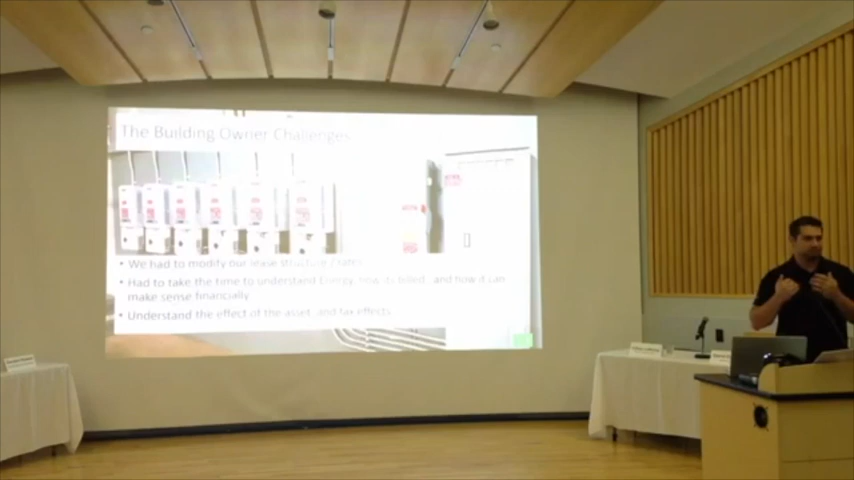 The Building Owner Challenges
• We had to modify our lease structure
• Had to take the time to understand Energy, how its billed, and how it can
make sense financially
• Understand the effect of the asset, and tax effects